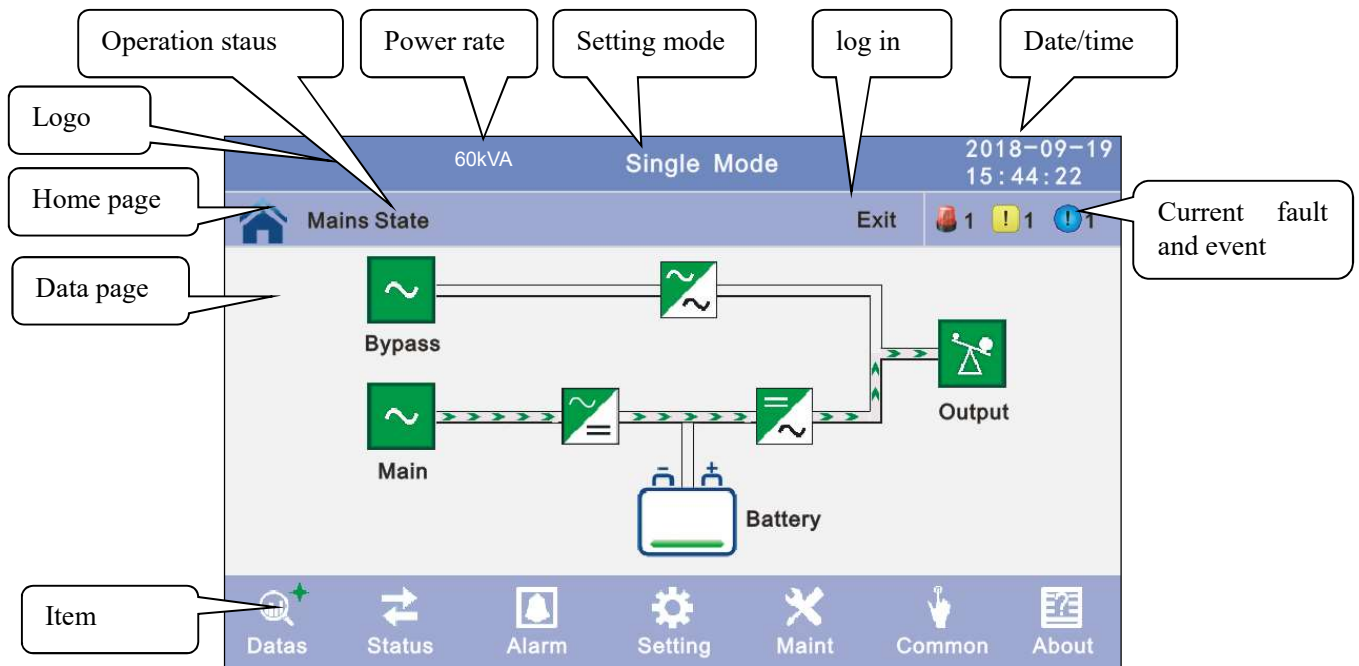 Operation staus
Power rate
Setting mode
log in
Date/time
Logo
60kVA
Single Mode
2018-09-19
15:44:22
Home page
Mains State
Exit
1
1
1
Current fault
and event
Data page
Bypass
Main
Output
Battery
Item
Datas
Status
Alarm
Setting
Maint
Common
About